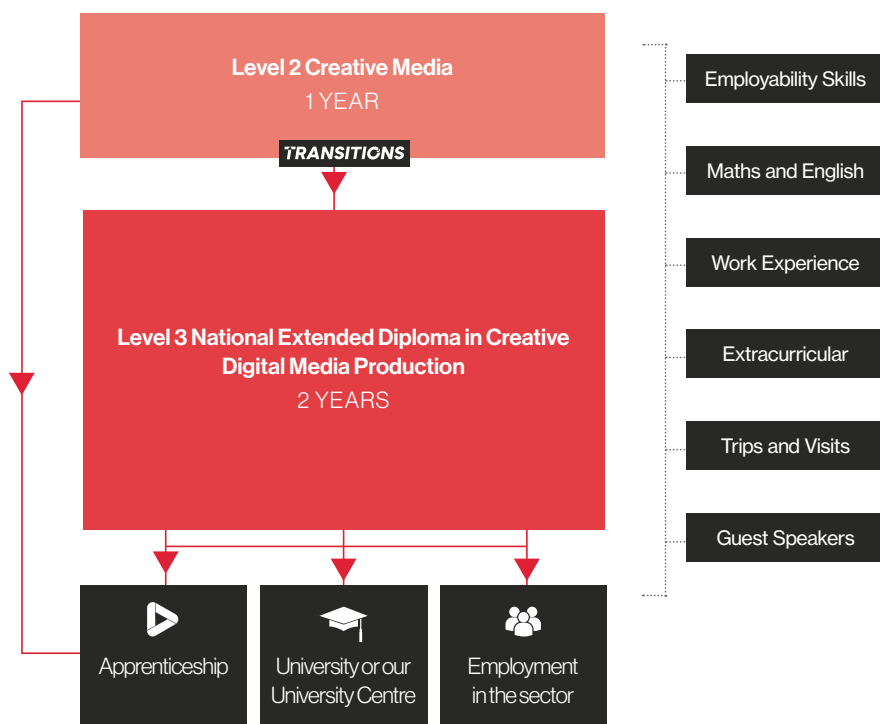 Level 2 Creative Media
1 YEAR
TRANSITIONS
Level 3 National Extended Diploma in Creative
Digital Media Production
2 YEARS
Apprenticeship
University or our
University Centre
Employment
in the sector
Employability Skills
Maths and English
Work Experience
Extracurricular
Trips and Visits
Guest Speakers